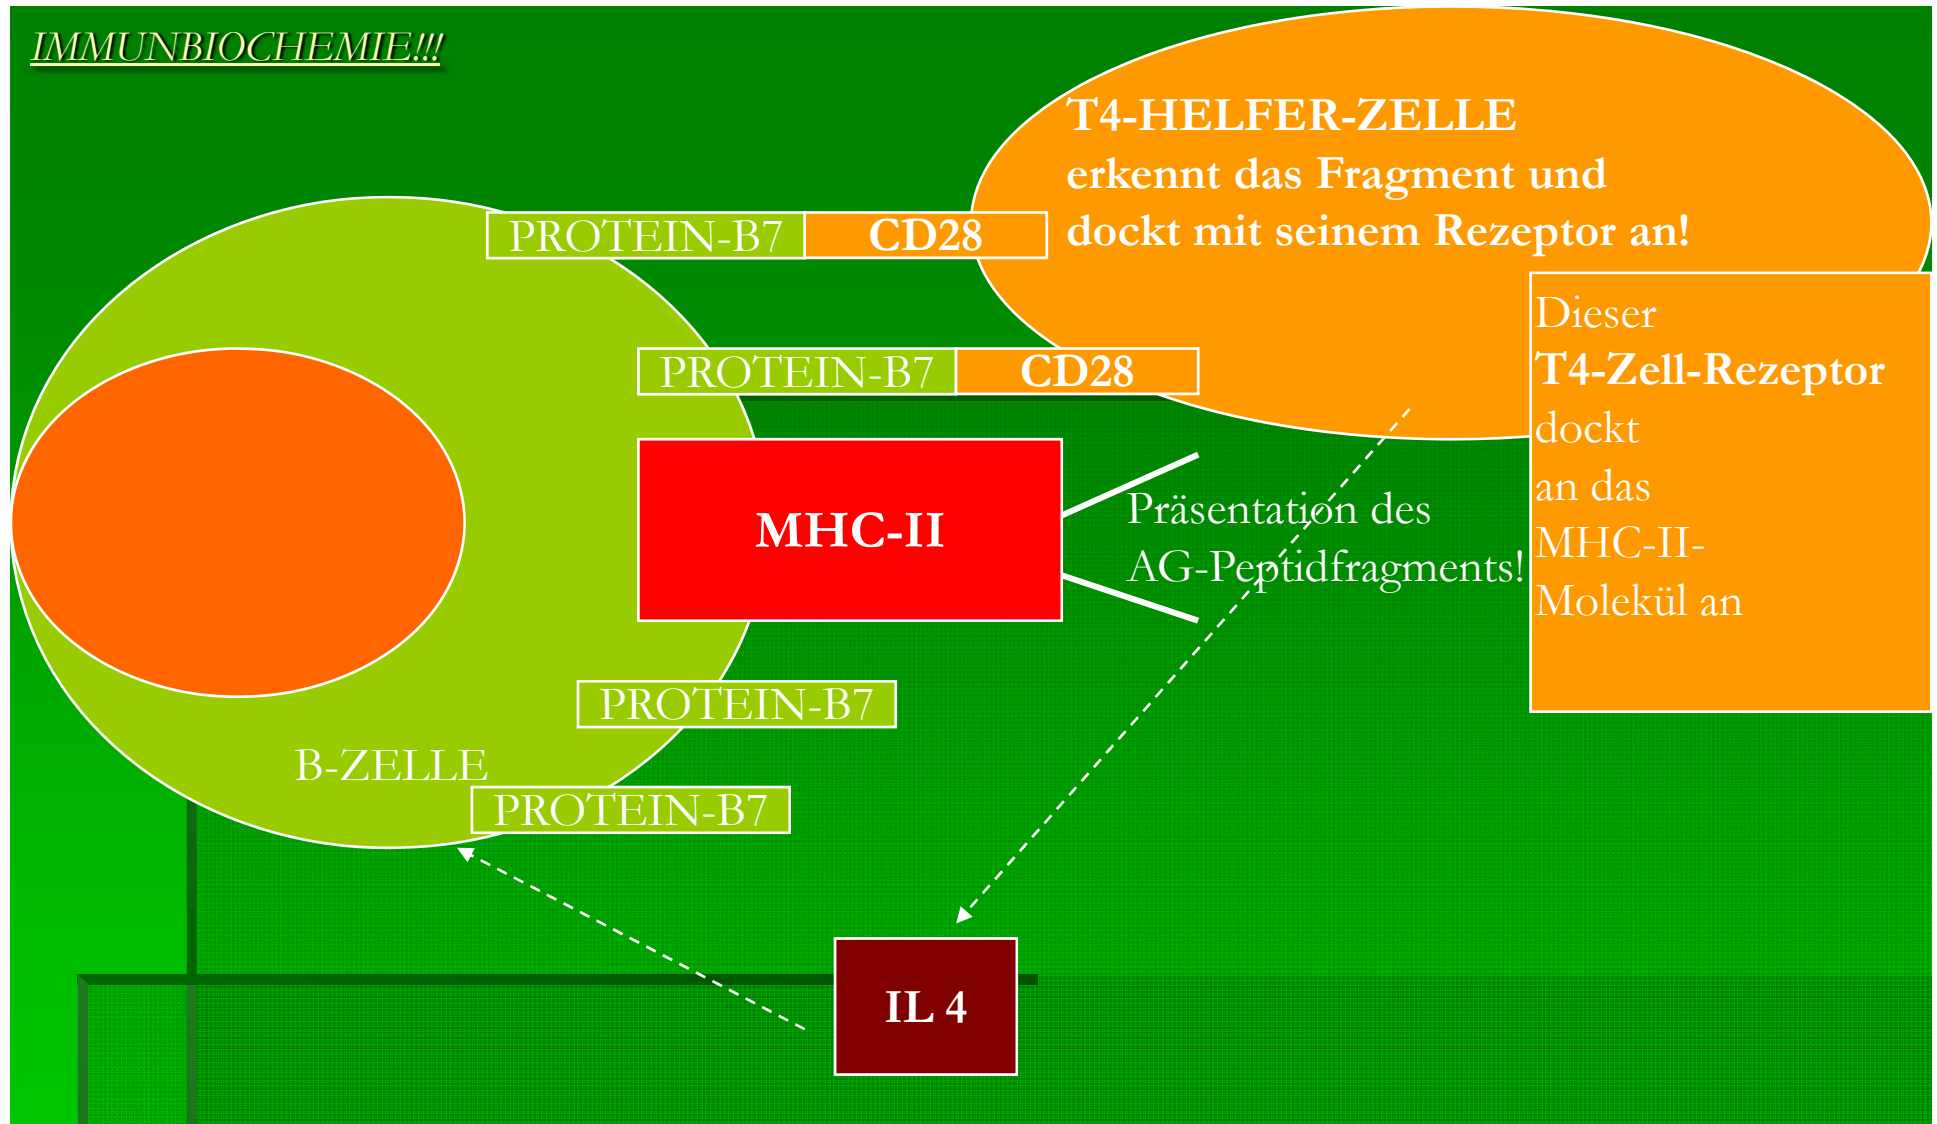 IMMUNBIOCHEMIE!!!
T4-HELFER-ZELLE
erkennt das Fragment und
dockt mit seinem Rezeptor an!
PROTEIN-B7
CD28
PROTEIN-B7
CD28
Dieser
T4-Zell-Rezeptor
dockt
an das
MHC-II-
Molekül an
MHC-II
Präsentation des
AG-Peptidfragments!
PROTEIN-B7
B-ZELLE
PROTEIN-B7
IL 4